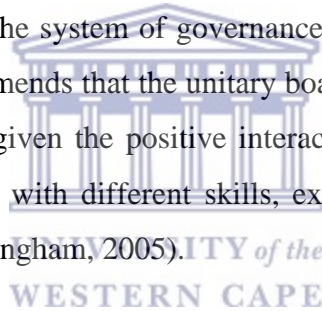 he system of governance
mends that the unitary boa
given the positive interac
with different skills, ex
ngham, 2005).
UNIVERSITY of the
WESTERN CAPE